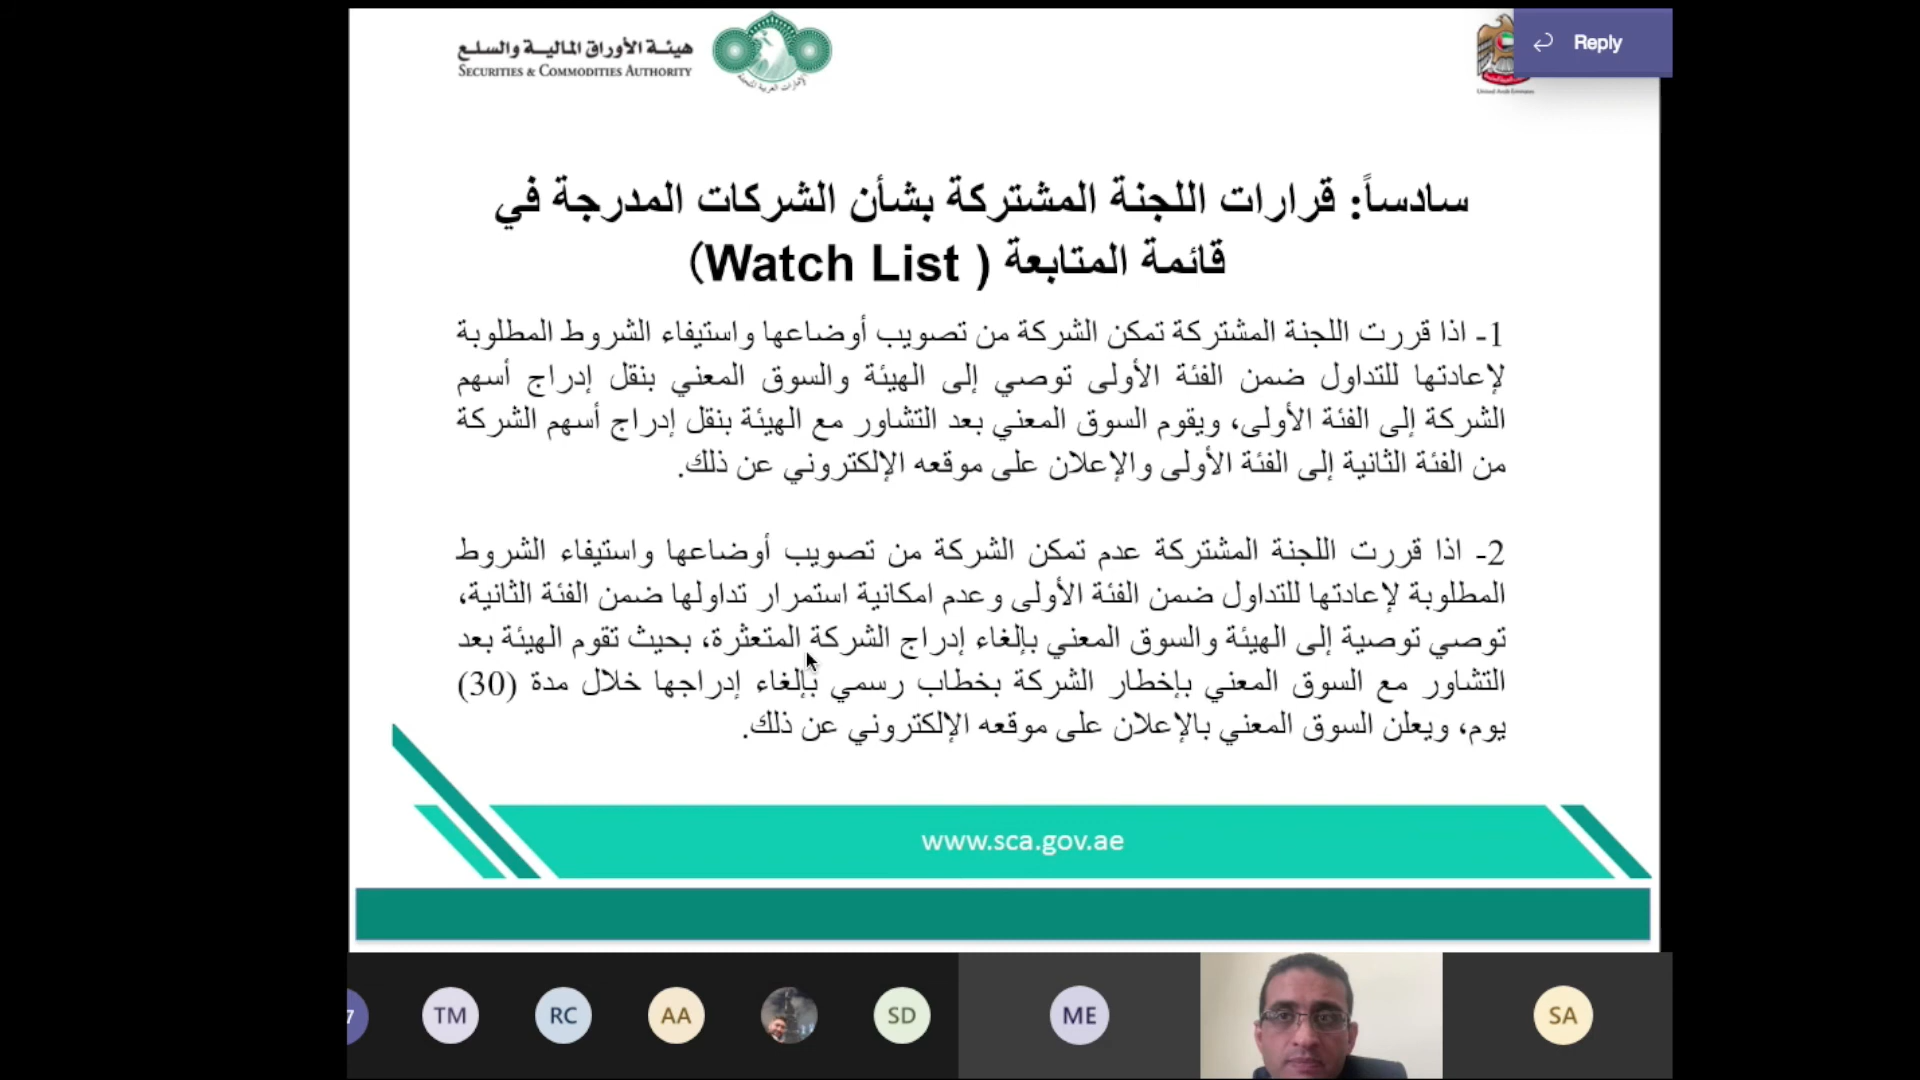 هيئة الأوراق المالية والسلع
SECURITIES & COMMODITIES AUTHORITY
الإمارات العربية المتحدة
United Arab Emirates
Reply
سادساً: قرارات اللجنة المشتركة بشأن الشركات المدرجة في
قائمة المتابعة ( Watch List)
1- اذا قررت اللجنة المشتركة تمكن الشركة من تصويب أوضاعها واستيفاء الشروط المطلوبة
لإعادتها للتداول ضمن الفئة الأولى توصي إلى الهيئة والسوق المعني بنقل إدراج أسهم
الشركة إلى الفئة الأولى، ويقوم السوق المعني بعد التشاور مع الهيئة بنقل إدراج أسهم الشركة
من الفئة الثانية إلى الفئة الأولى والإعلان على موقعه الإلكتروني عن ذلك.
2- اذا قررت اللجنة المشتركة عدم تمكن الشركة من تصويب أوضاعها واستيفاء الشروط
المطلوبة لإعادتها للتداول ضمن الفئة الأولى وعدم امكانية استمرار تداولها ضمن الفئة الثانية،
توصي توصية إلى الهيئة والسوق المعني بإلغاء إدراج الشركة المتعثرة، بحيث تقوم الهيئة بعد
التشاور مع السوق المعني بإخطار الشركة بخطاب رسمي بإلغاء إدراجها خلال مدة (30)
يوم، ويعلن السوق المعني بالإعلان على موقعه الإلكتروني عن ذلك.
www.sca.gov.ae
7 TM RC AA SD ME SA